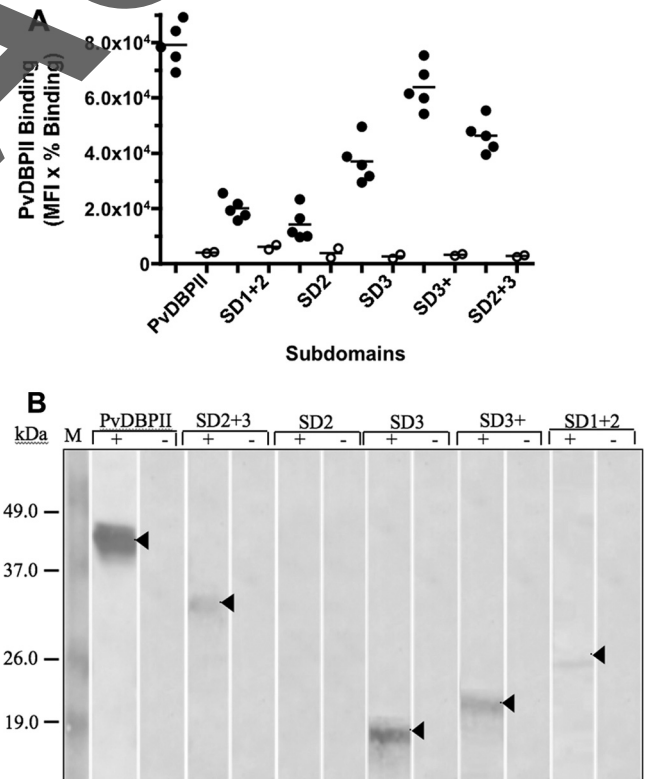 A
PvDBPII Binding
(MFI x % Binding)
8.0x10⁴
6.0x10⁴
4.0x10⁴
2.0x10⁴
0
PvDBPII SD1+2 SD2 SD3 SD3+ SD2+3
Subdomains
B
PvDBPII SD2+3 SD2 SD3 SD3+ SD1+2
kDa M + - + - + - + - + - + -
49.0
37.0
26.0
19.0